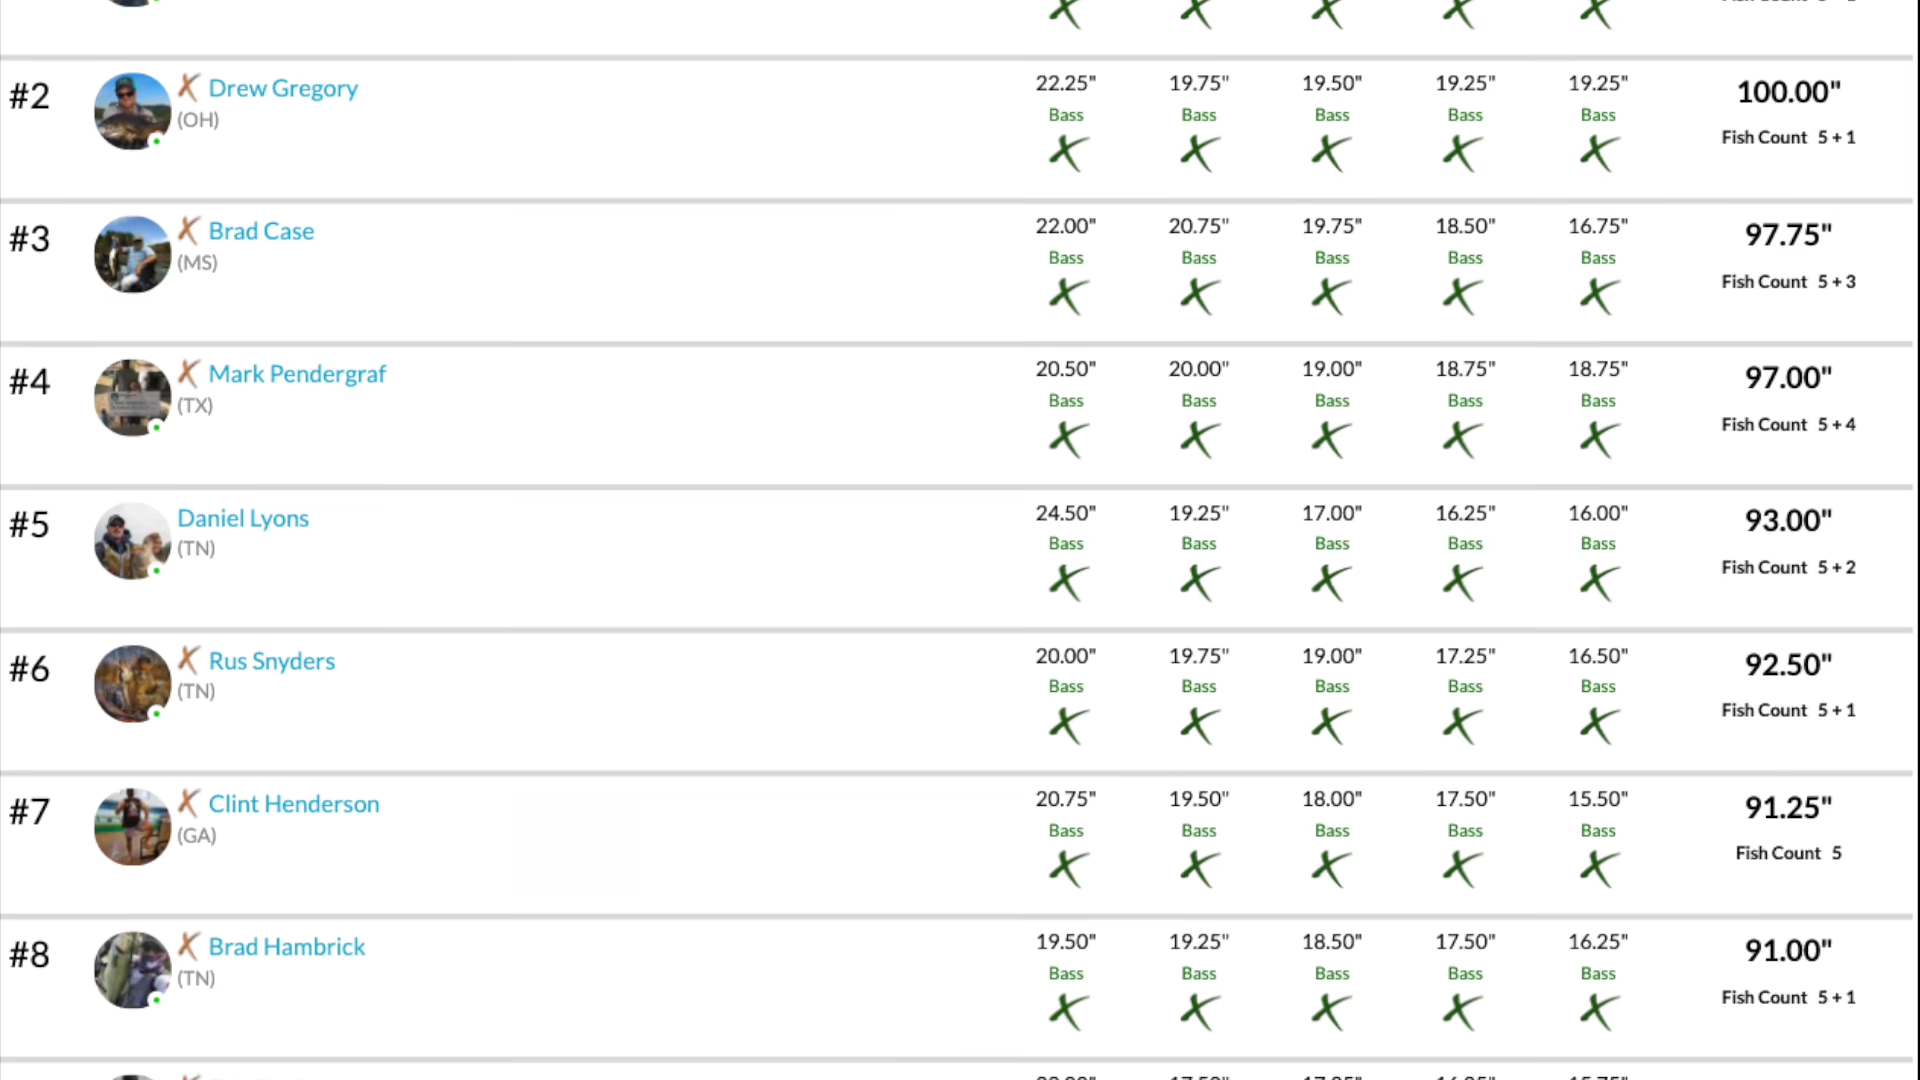 #2 Drew Gregory 22.25" 19.75" 19.50" 19.25" 19.25" 100.00"
(OH) Bass Bass Bass Bass Bass Fish Count 5 + 1
#3 Brad Case 22.00" 20.75" 19.75" 18.50" 16.75" 97.75"
(MS) Bass Bass Bass Bass Bass Fish Count 5 + 3
#4 Mark Pendergraf 20.50" 20.00" 19.00" 18.75" 18.75" 97.00"
(TX) Bass Bass Bass Bass Bass Fish Count 5 + 4
#5 Daniel Lyons 24.50" 19.25" 17.00" 16.25" 16.00" 93.00"
(TN) Bass Bass Bass Bass Bass Fish Count 5 + 2
#6 Rus Snyders 20.00" 19.75" 19.00" 17.25" 16.50" 92.50"
(TN) Bass Bass Bass Bass Bass Fish Count 5 + 1
#7 Clint Henderson 20.75" 19.50" 18.00" 17.50" 15.50" 91.25"
(GA) Bass Bass Bass Bass Bass Fish Count 5
#8 Brad Hambrick 19.50" 19.25" 18.50" 17.50" 16.25" 91.00"
(TN) Bass Bass Bass Bass Bass Fish Count 5 + 1